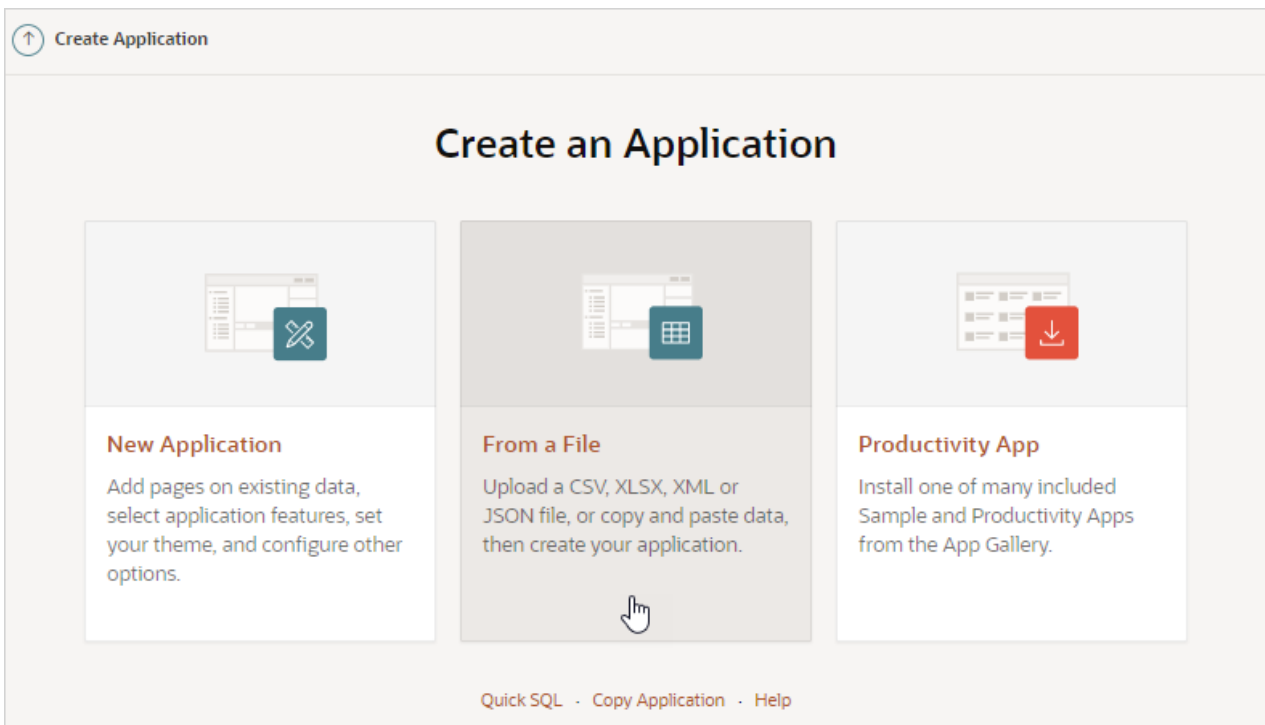 Create Application
Create an Application
New Application
Add pages on existing data,
select application features, set
your theme, and configure other
options.
From a File
Upload a CSV, XLSX, XML or
JSON file, or copy and paste data,
then create your application.
Productivity App
Install one of many included
Sample and Productivity Apps
from the App Gallery.
Quick SQL · Copy Application · Help